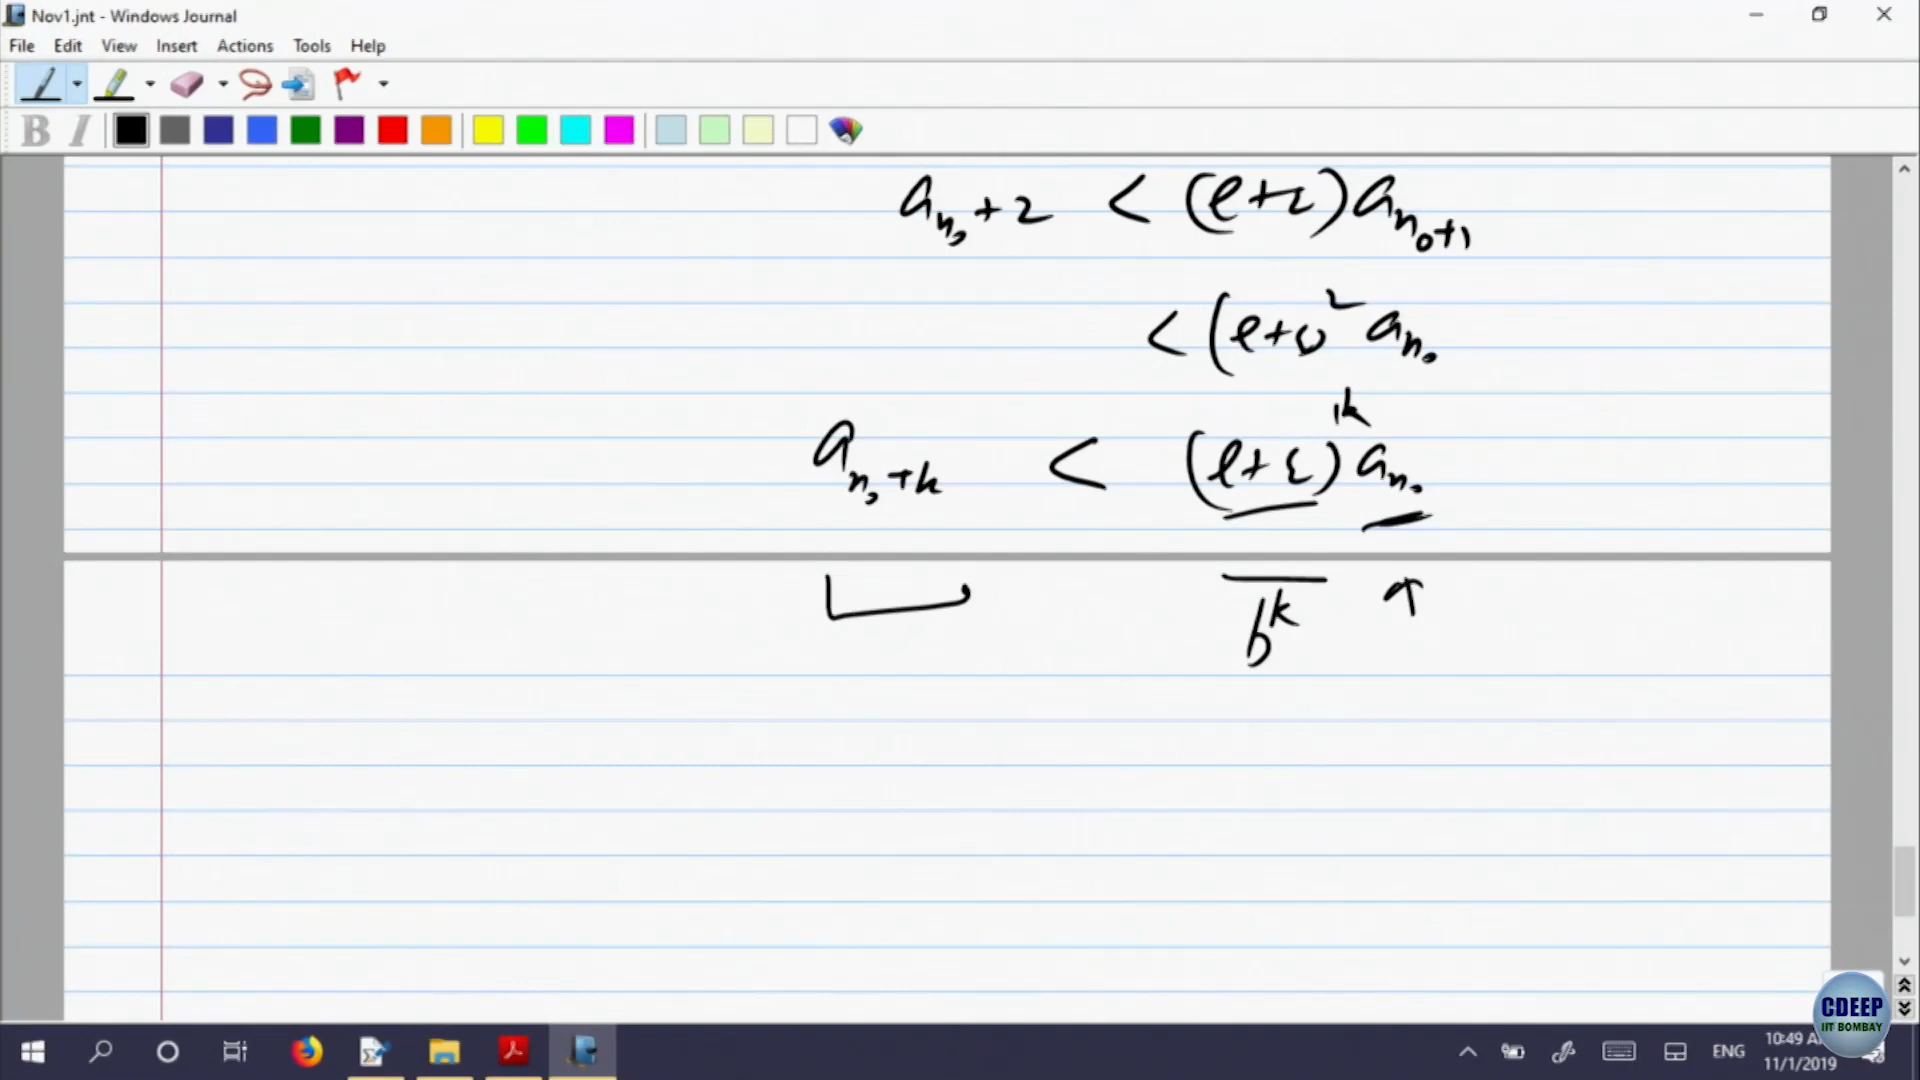 Nov1.jnt - Windows Journal
File Edit View Insert Actions Tools Help
B I
a_{n_0}+2 < (l+ε) a_{n_0+1}
< (l+ε)^2 a_{n_0}
a_{n_0+k} < (l+ε)^k a_{n_0}
b^k ↑
CDEEP
IIT BOMBAY
ENG
10:49 A
11/1/2019